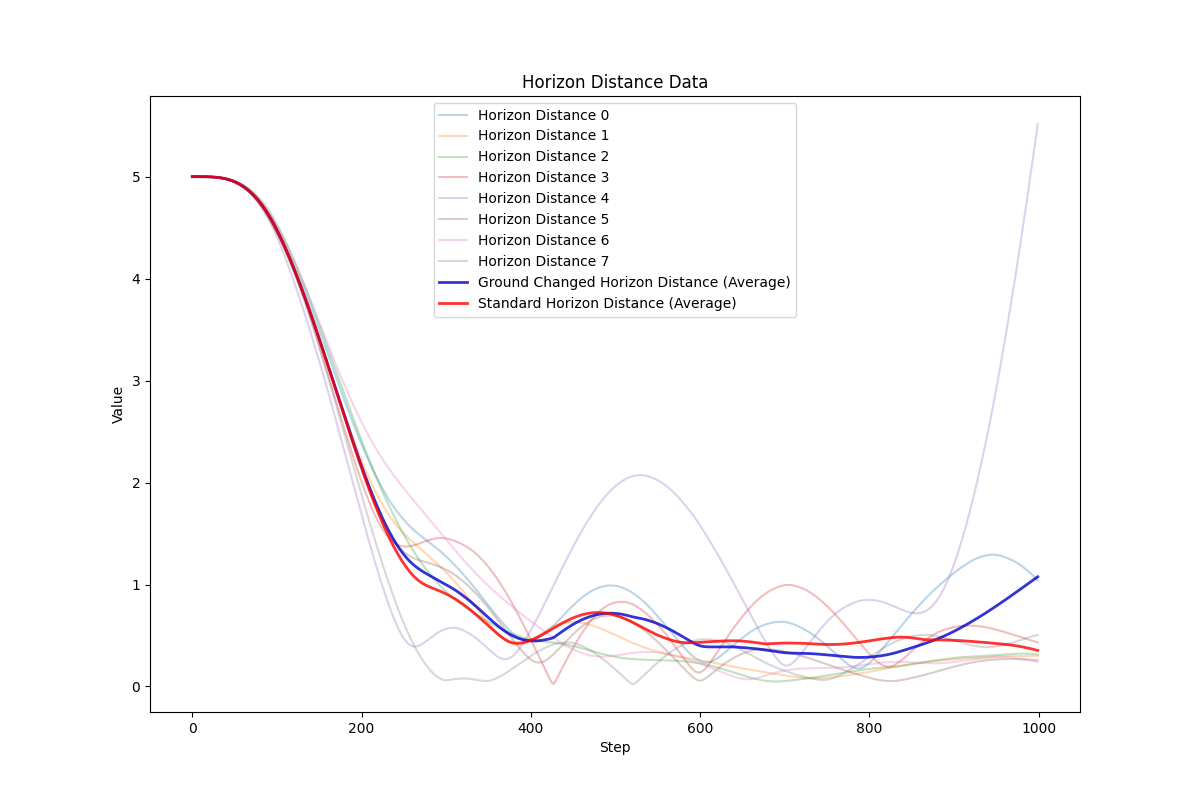 Horizon Distance Data
Horizon Distance 0
Horizon Distance 1
Horizon Distance 2
Horizon Distance 3
Horizon Distance 4
Horizon Distance 5
Horizon Distance 6
Horizon Distance 7
Ground Changed Horizon Distance (Average)
Standard Horizon Distance (Average)
5
4
3
2
1
0
Value
0 200 400 600 800 1000
Step